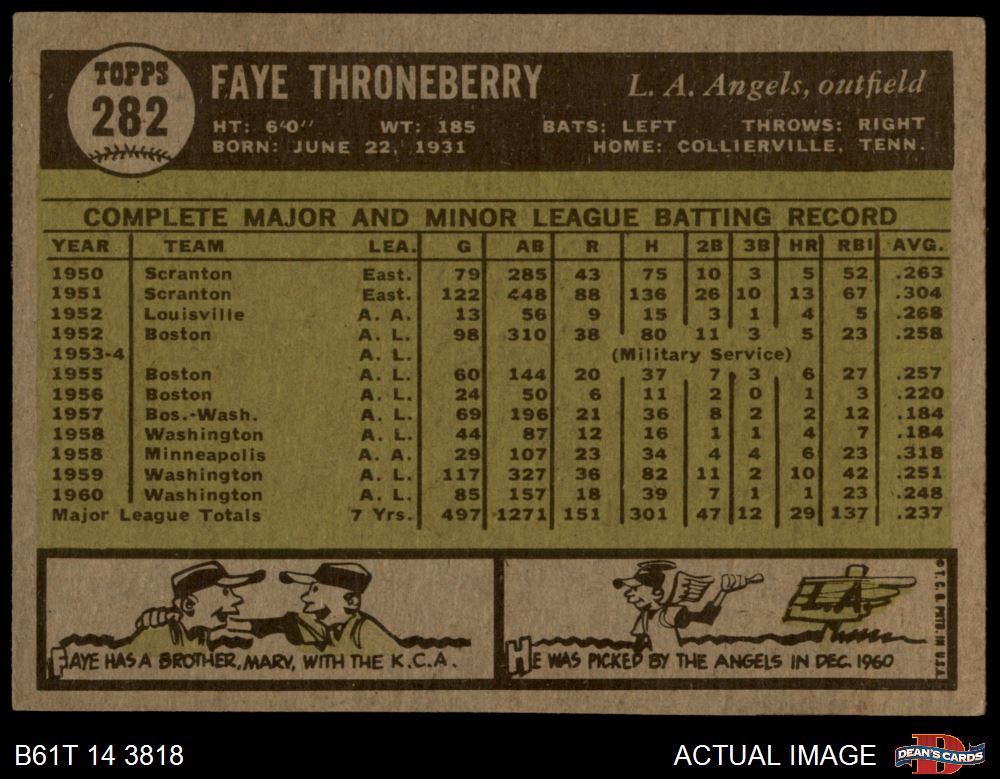 TOPPS
282
FAYE THRONEBERRY
L. A. Angels, outfield
HT: 6'0" WT: 185 BATS: LEFT THROWS: RIGHT
BORN: JUNE 22, 1931 HOME: COLLIERVILLE, TENN.
COMPLETE MAJOR AND MINOR LEAGUE BATTING RECORD
YEAR TEAM LEA. G AB R H 2B 3B HR RBI AVG.
1950 Scranton East. 79 285 43 75 10 3 5 52 .263
1951 Scranton East. 122 448 88 136 26 10 13 67 .304
1952 Louisville A. A. 13 56 9 15 3 1 4 5 .268
1952 Boston A. L. 98 310 38 80 11 3 5 23 .258
1953-4 A. L. (Military Service)
1955 Boston A. L. 60 144 20 37 7 3 6 27 .257
1956 Boston A. L. 24 50 6 11 2 0 1 3 .220
1957 Bos.-Wash. A. L. 69 196 21 36 8 2 2 12 .184
1958 Washington A. L. 44 87 12 16 1 1 4 7 .184
1958 Minneapolis A. A. 29 107 23 34 4 4 6 23 .318
1959 Washington A. L. 117 327 36 82 11 2 10 42 .251
1960 Washington A. L. 85 157 18 39 7 1 1 23 .248
Major League Totals 7 Yrs. 497 1271 151 301 47 12 29 137 .237
L.A.
FAYE HAS A BROTHER, MARV, WITH THE K.C.A.
HE WAS PICKED BY THE ANGELS IN DEC. 1960
© T. C. G. PRTD. IN U.S.A.
B61T 14 3818
ACTUAL IMAGE
DEAN'S CARDS